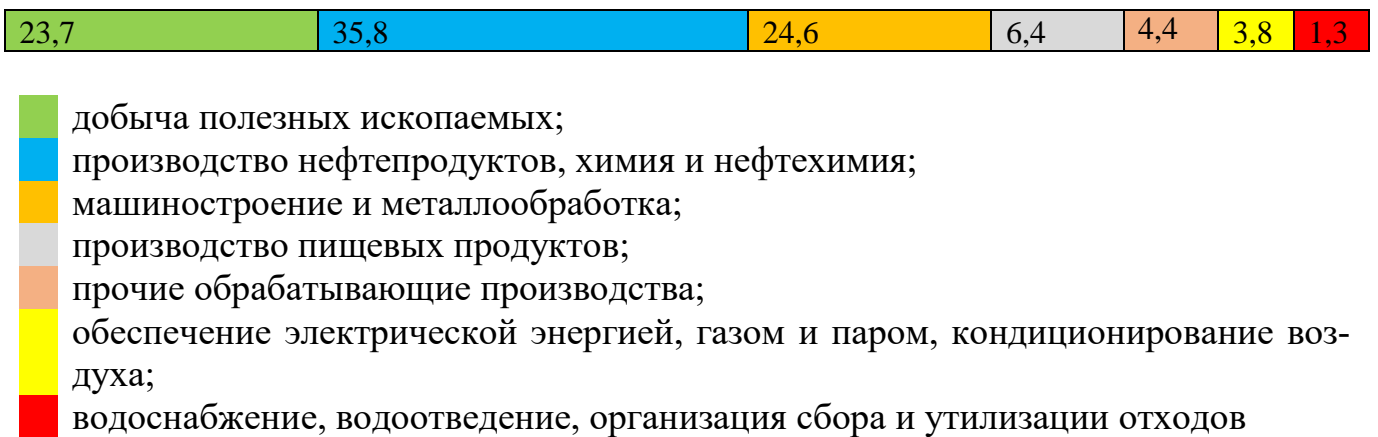 23,7 35,8 24,6 6,4 4,4 3,8 1,3
добыча полезных ископаемых;
производство нефтепродуктов, химия и нефтехимия;
машиностроение и металлообработка;
производство пищевых продуктов;
прочие обрабатывающие производства;
обеспечение электрической энергией, газом и паром, кондиционирование воз-
духа;
водоснабжение, водоотведение, организация сбора и утилизации отходов